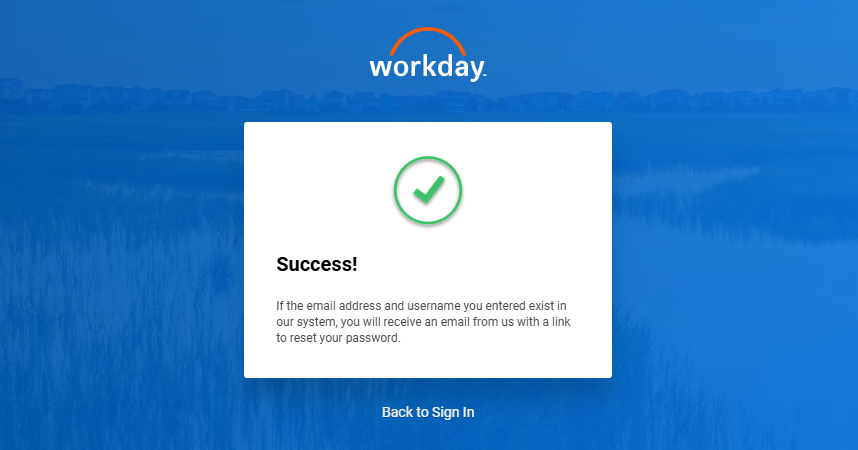 workday
Success!
If the email address and username you entered exist in
our system, you will receive an email from us with a link
to reset your password.
Back to Sign In